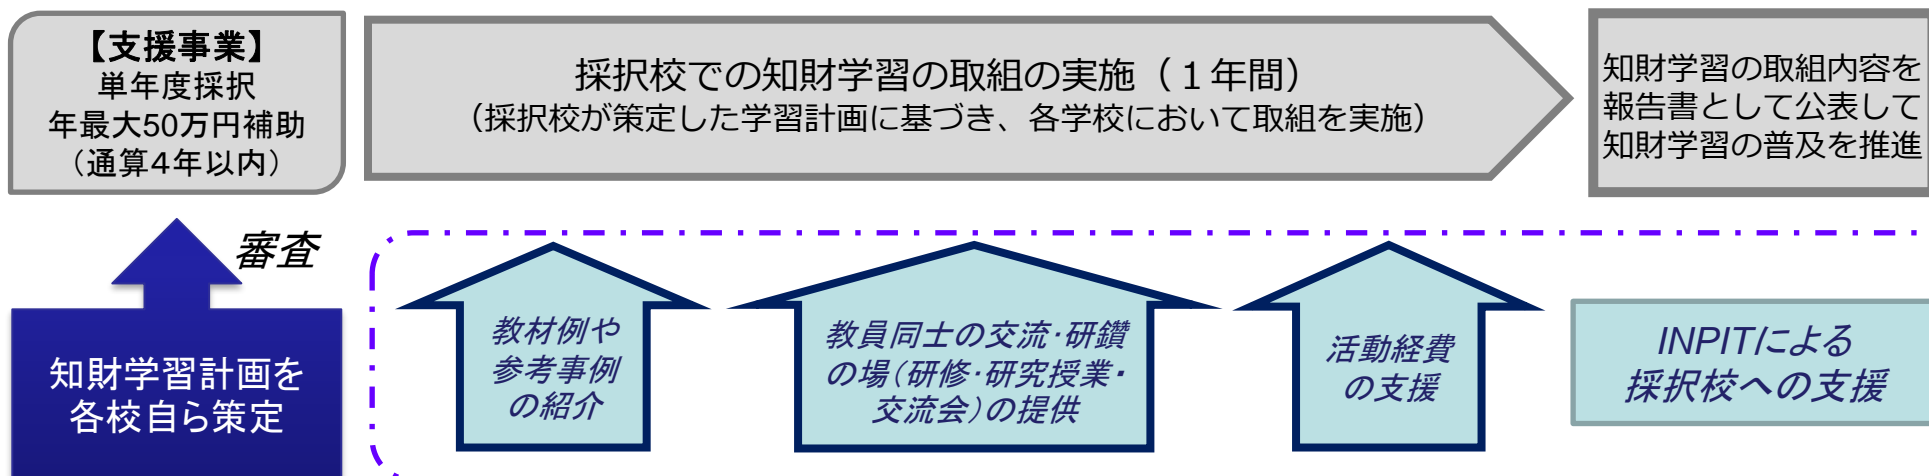 【支援事業】
単年度採択
年最大50万円補助
（通算4年以内）
採択校での知財学習の取組の実施（１年間）
（採択校が策定した学習計画に基づき、各学校において取組を実施）
知財学習の取組内容を
報告書として公表して
知財学習の普及を推進
審査
知財学習計画を
各校自ら策定
教材例や
参考事例
の紹介
教員同士の交流・研鑽
の場（研修・研究授業・
交流会）の提供
活動経費
の支援
INPITによる
採択校への支援